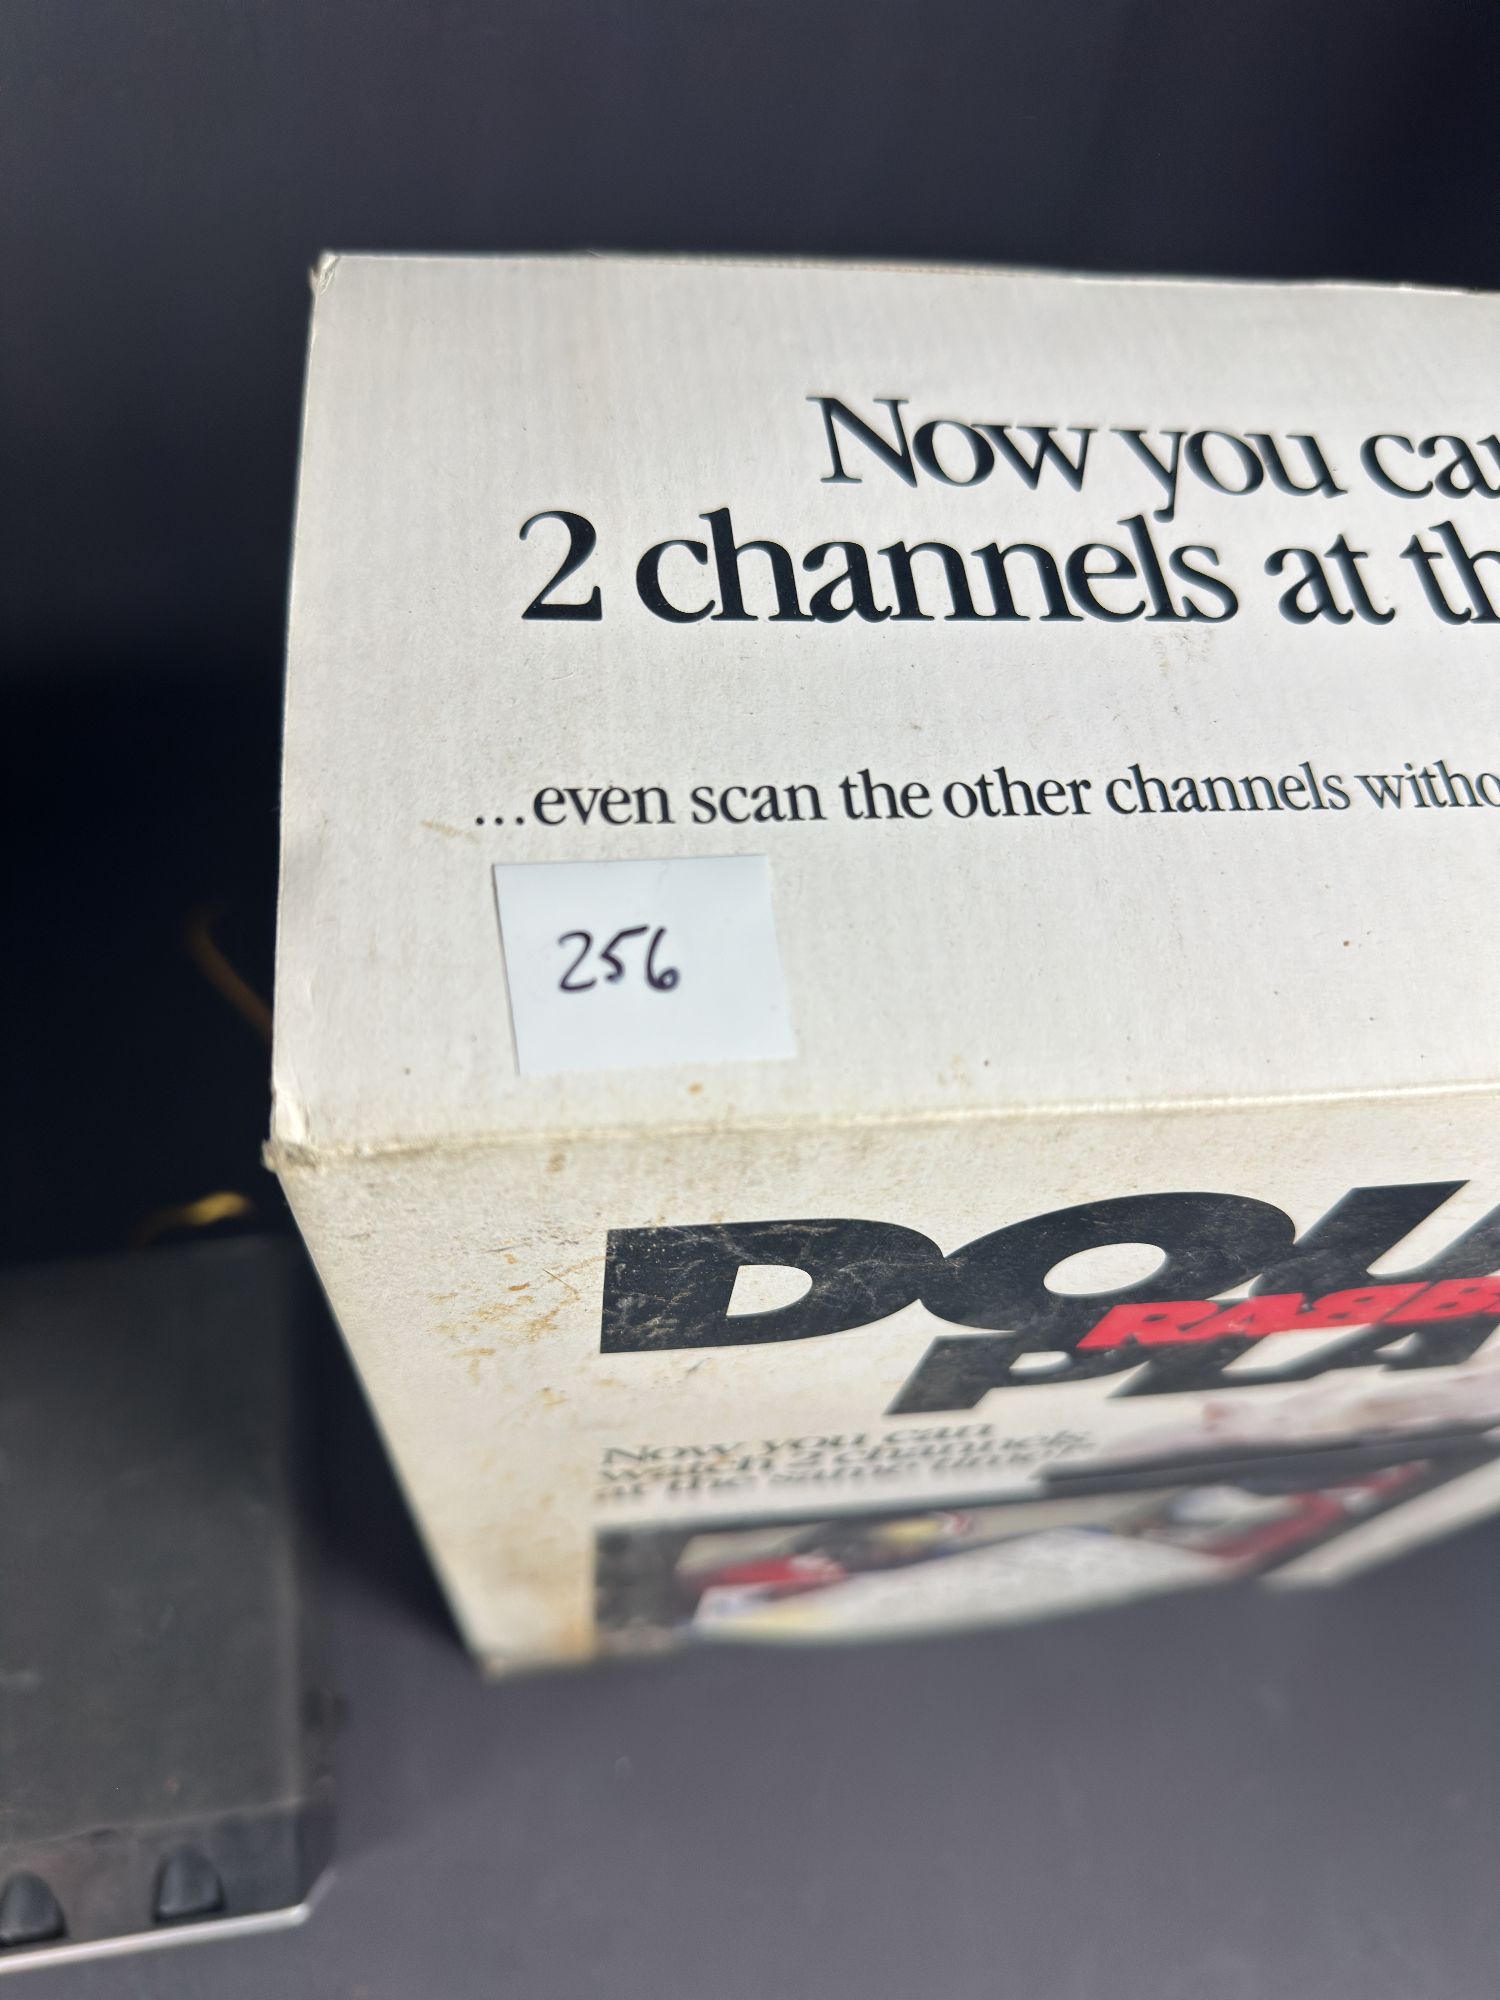 Now you ca
2 channels at th
...even scan the other channels witho
256
DOU
RABB
PLA
Now you can
watch 2 channels
at the same time.